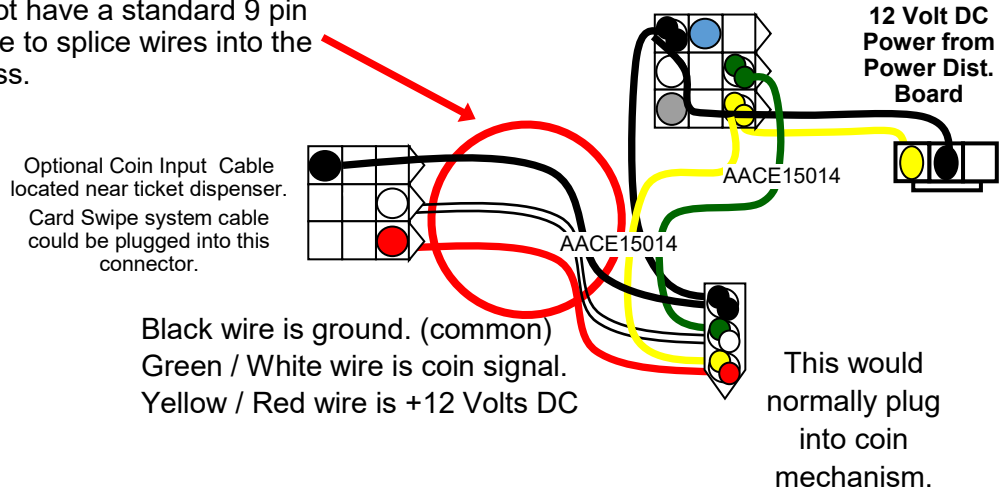 ot have a standard 9 pin
e to splice wires into the
ss.
12 Volt DC
Power from
Power Dist.
Board
Optional Coin Input Cable
located near ticket dispenser.
Card Swipe system cable
could be plugged into this
connector.
AACE15014
AACE15014
Black wire is ground. (common)
Green / White wire is coin signal.
Yellow / Red wire is +12 Volts DC
This would
normally plug
into coin
mechanism.